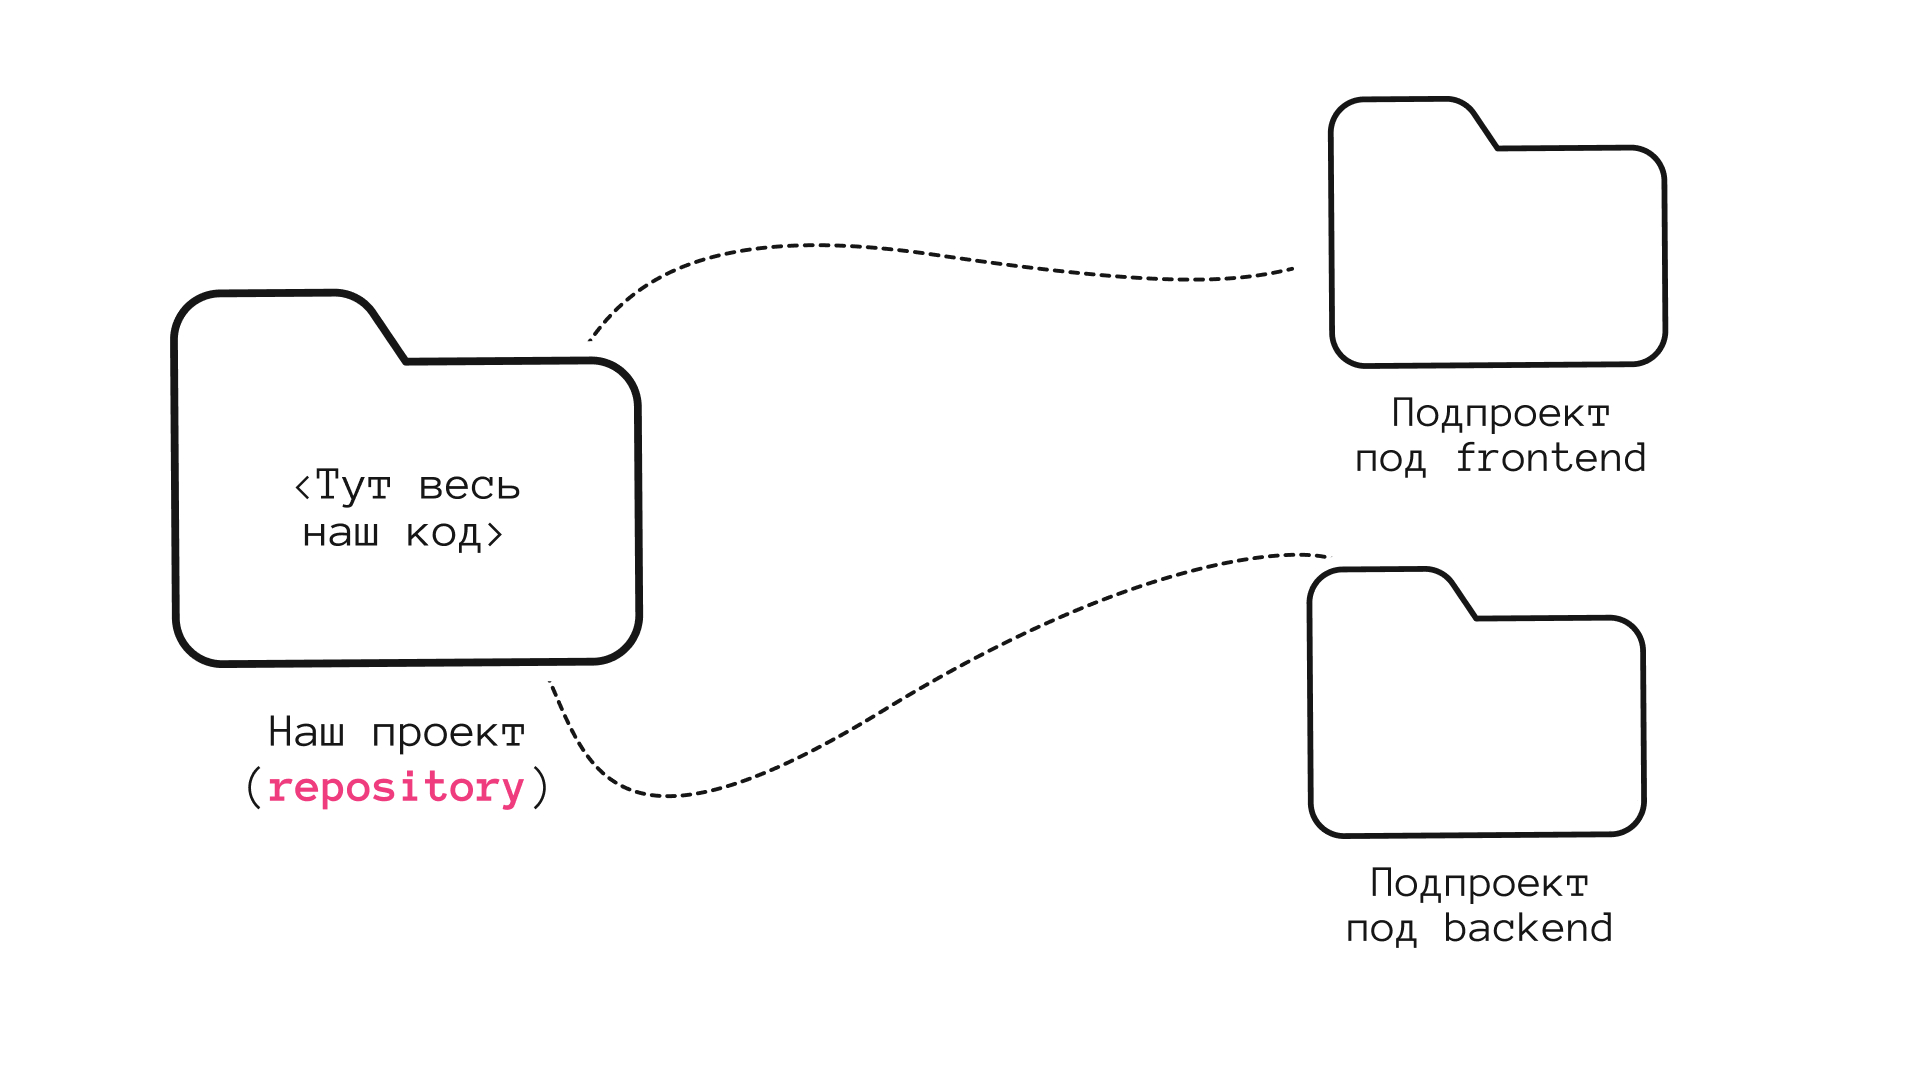 <Тут весь
наш код>
Наш проект
(repository)
Подпроект
под frontend
Подпроект
под backend